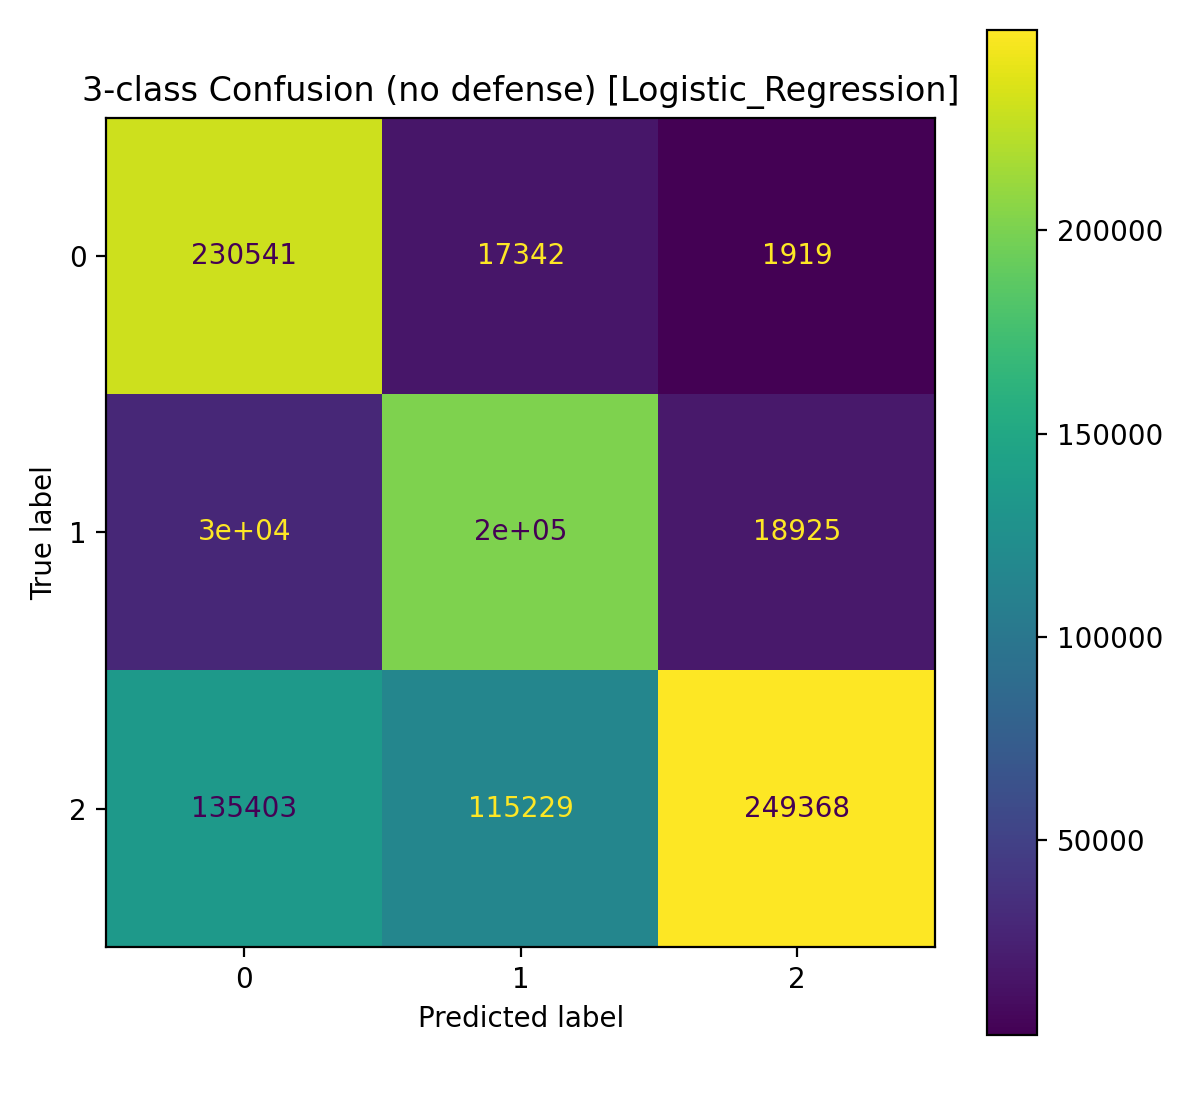 3-class Confusion (no defense) [Logistic_Regression]
0 230541 17342 1919
1 3e+04 2e+05 18925
2 135403 115229 249368
0 1 2
Predicted label
True label
200000
150000
100000
50000